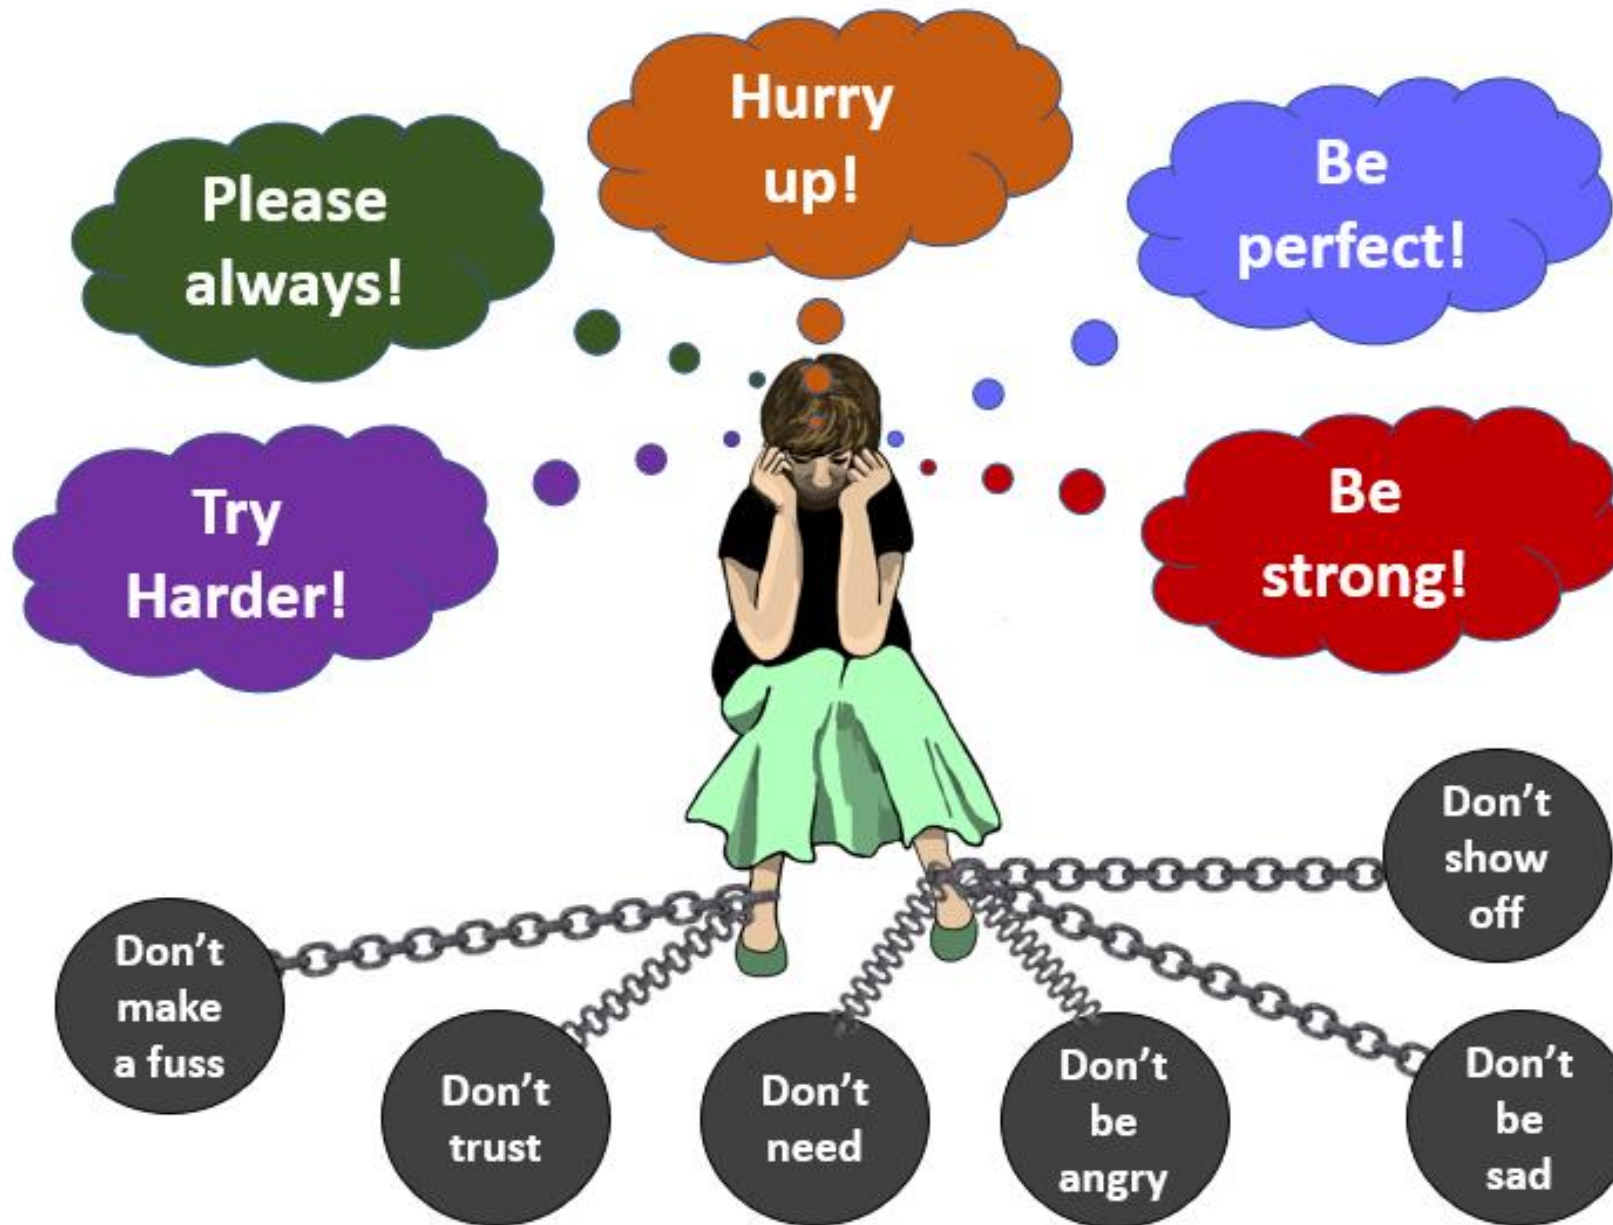 Hurry
up!
Please
always!
Be
perfect!
Try
Harder!
Be
strong!
Don't
show
off
Don't
make
a fuss
Don't
trust
Don't
need
Don't
be
angry
Don't
be
sad